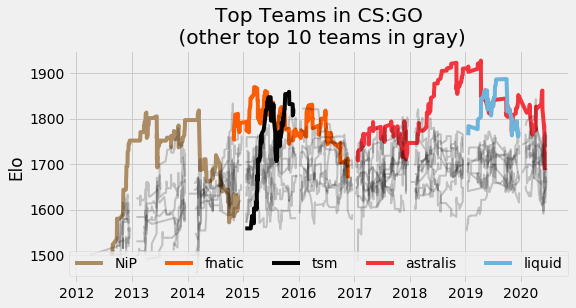 Top Teams in CS:GO
(other top 10 teams in gray)
Elo
1900
1800
1700
1600
1500
NiP fnatic tsm astralis liquid
2012 2013 2014 2015 2016 2017 2018 2019 2020